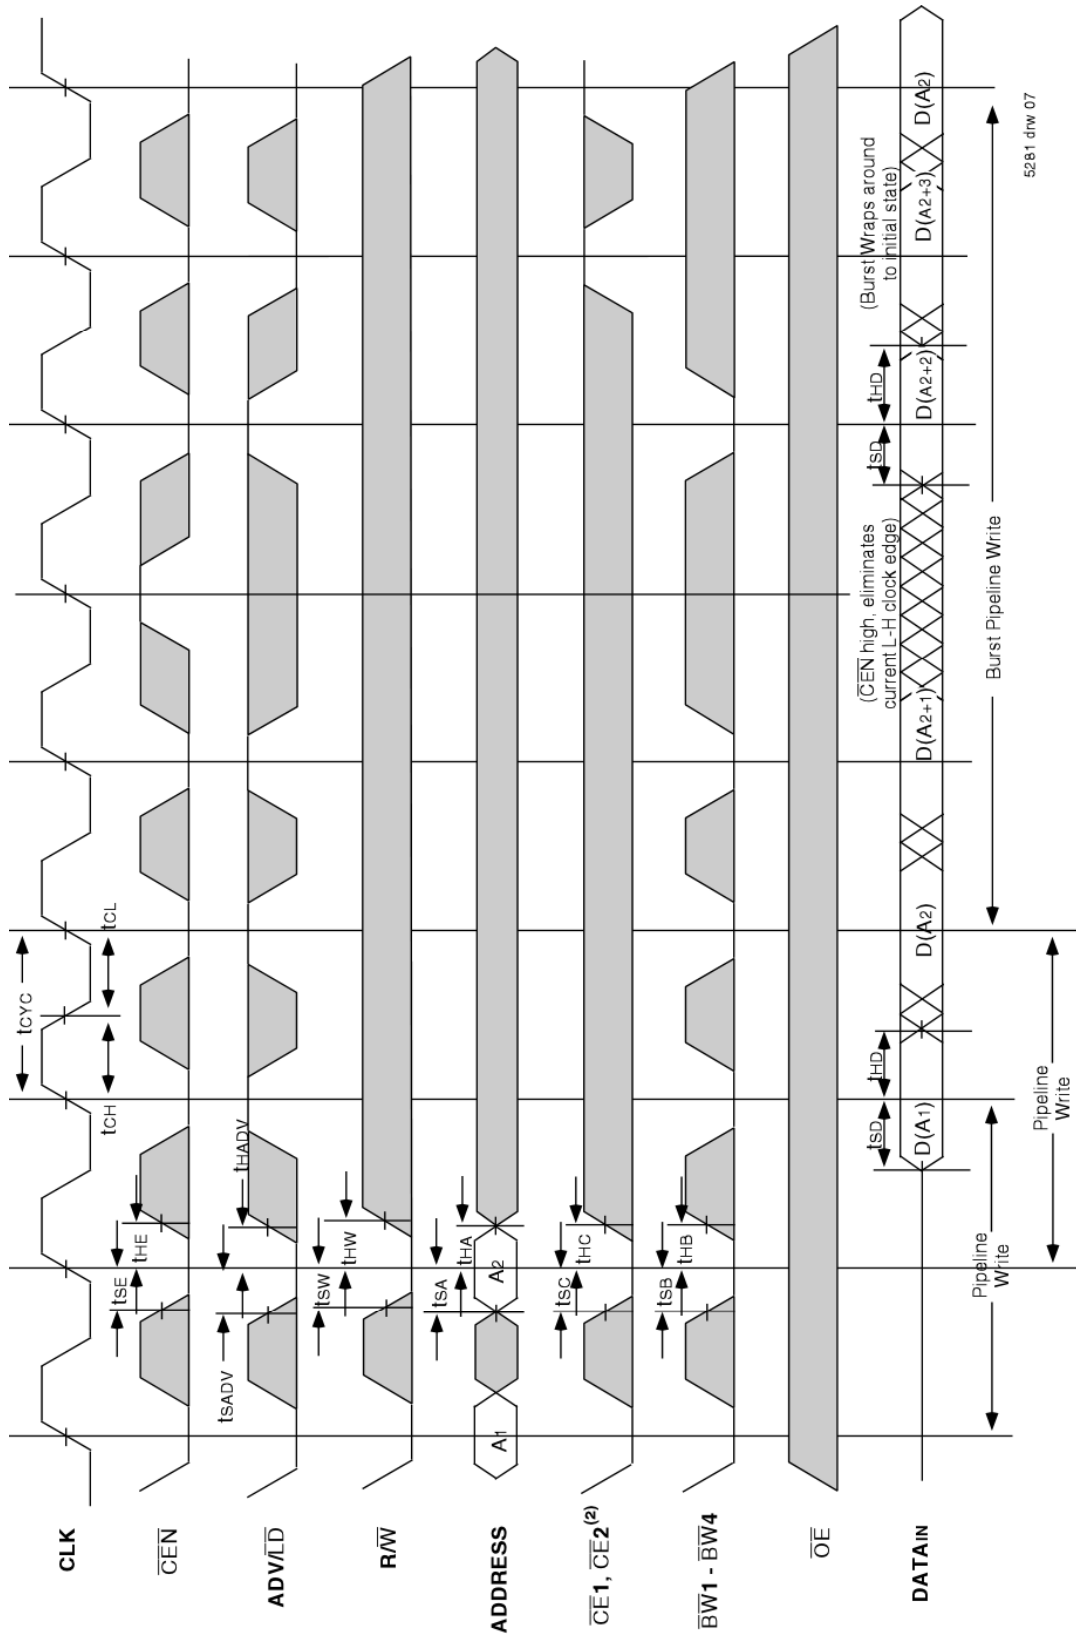 CLK
tCYC
tCH
tCL
CEN
tSE
tHE
ADV/LD
tSADV
tHADV
R/W
tSW
tHW
ADDRESS
A1
A2
tSA
tHA
CE1, CE2(2)
tSC
tHC
BW1 - BW4
tSB
tHB
OE
DATAIN
D(A1)
tSD
tHD
D(A2)
D(A2+1)
(CEN high, eliminates
current L-H clock edge)
tSD
tHD
D(A2+2)
(Burst Wraps around
to initial state)
D(A2+3)
D(A2)
Pipeline
Write
Pipeline
Write
Burst Pipeline Write
5281 drw 07